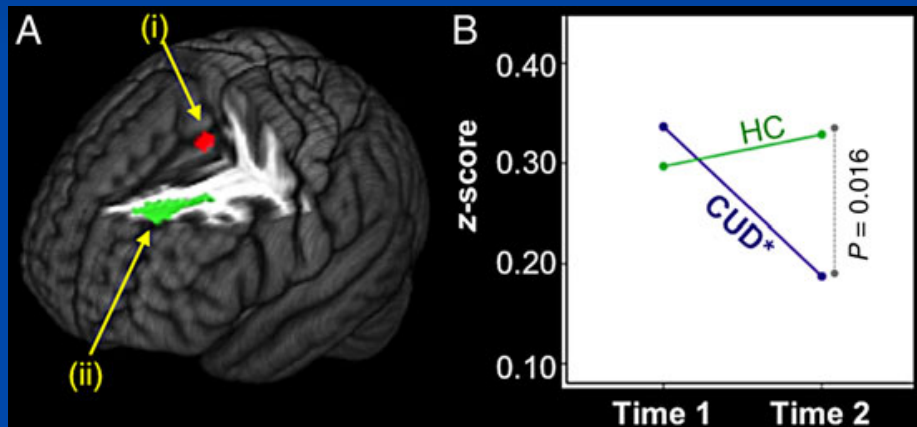 A
(i)
(ii)
B
z-score
0.40
0.30
0.20
0.10
HC
CUD*
P = 0.016
Time 1
Time 2